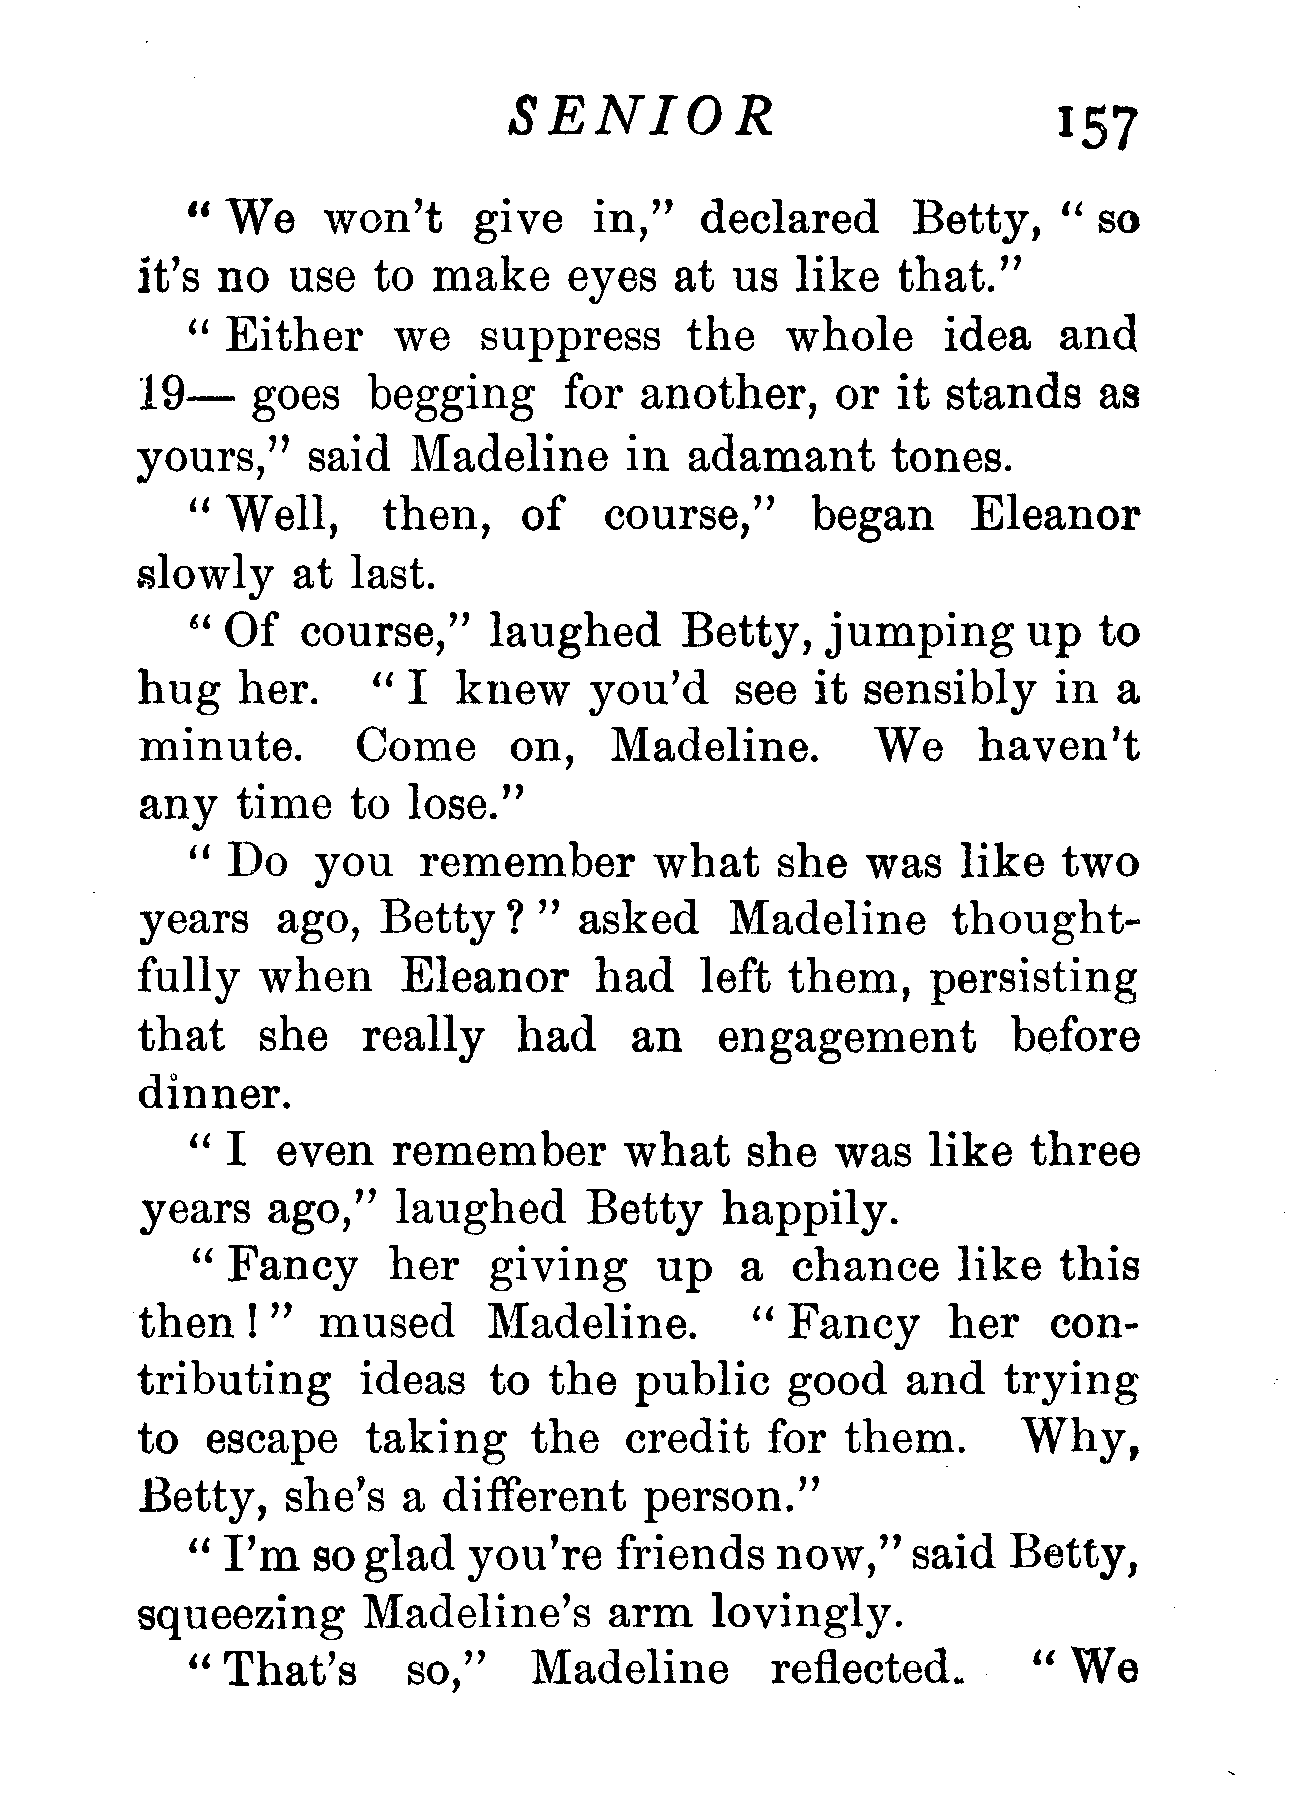 SENIOR 157
“ We won’t give in,” declared Betty, “ so
it’s no use to make eyes at us like that.”
“ Either we suppress the whole idea and
19— goes begging for another, or it stands as
yours,” said Madeline in adamant tones.
“ Well, then, of course,” began Eleanor
slowly at last.
“ Of course,” laughed Betty, jumping up to
hug her. “ I knew you’d see it sensibly in a
minute. Come on, Madeline. We haven’t
any time to lose.”
“ Do you remember what she was like two
years ago, Betty ? ” asked Madeline thought-
fully when Eleanor had left them, persisting
that she really had an engagement before
dinner.
“ I even remember what she was like three
years ago,” laughed Betty happily.
“ Fancy her giving up a chance like this
then ! ” mused Madeline. “ Fancy her con-
tributing ideas to the public good and trying
to escape taking the credit for them. Why,
Betty, she’s a different person.”
“ I’m so glad you’re friends now,” said Betty,
squeezing Madeline’s arm lovingly.
“ That’s so,” Madeline reflected. “ We